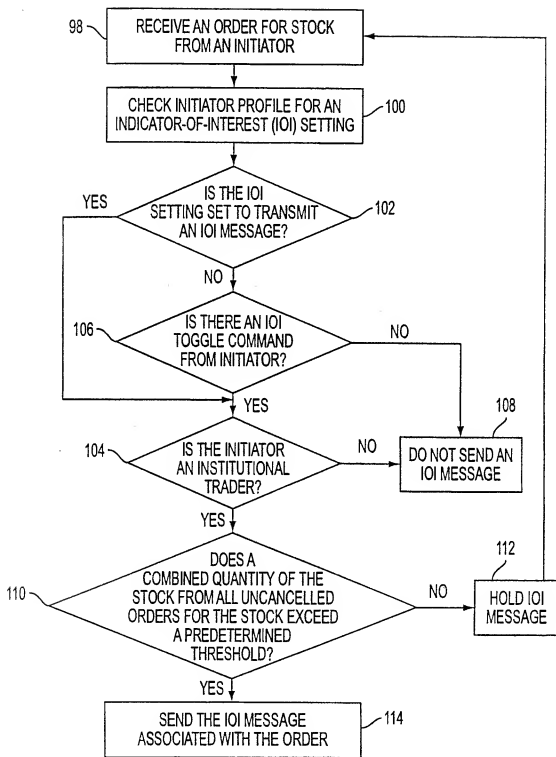 98
RECEIVE AN ORDER FOR STOCK
FROM AN INITIATOR
CHECK INITIATOR PROFILE FOR AN
INDICATOR-OF-INTEREST (IOI) SETTING
100
YES
IS THE IOI
SETTING SET TO TRANSMIT
AN IOI MESSAGE?
102
NO
106
IS THERE AN IOI
TOGGLE COMMAND
FROM INITIATOR?
NO
YES
104
IS THE INITIATOR
AN INSTITUTIONAL
TRADER?
NO
108
DO NOT SEND AN
IOI MESSAGE
YES
110
DOES A
COMBINED QUANTITY OF THE
STOCK FROM ALL UNCANCELLED
ORDERS FOR THE STOCK EXCEED
A PREDETERMINED
THRESHOLD?
NO
112
HOLD IOI
MESSAGE
YES
SEND THE IOI MESSAGE
ASSOCIATED WITH THE ORDER
114